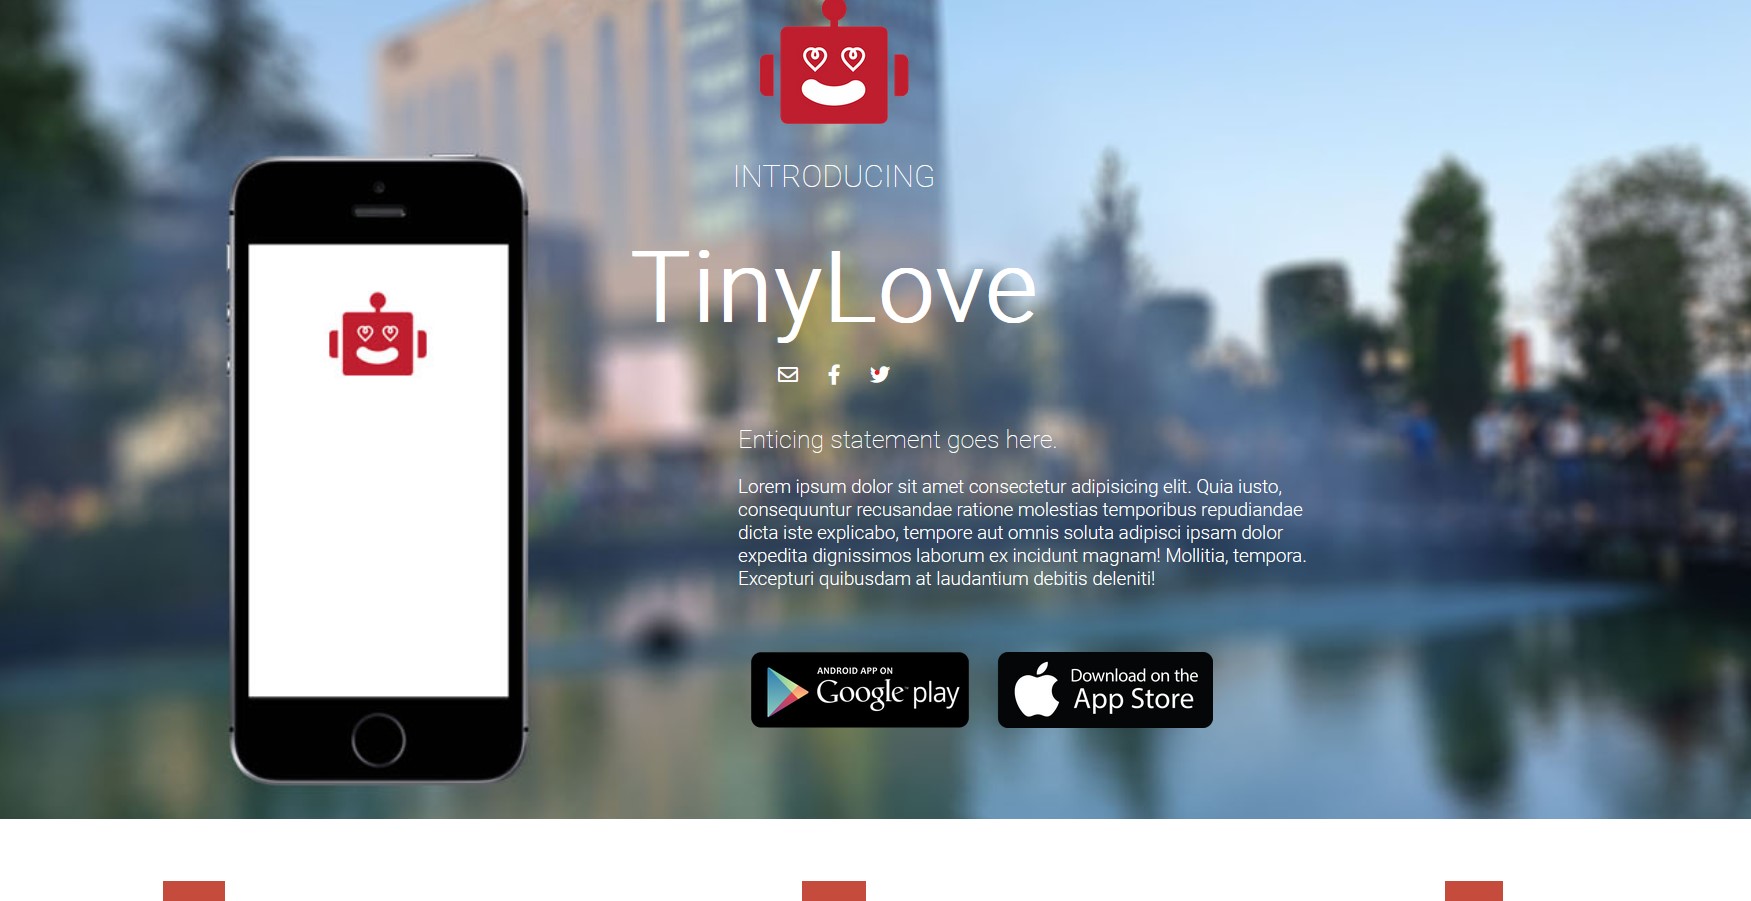 INTRODUCING
TinyLove
Enticing statement goes here.
Lorem ipsum dolor sit amet consectetur adipisicing elit. Quia iusto,
consequuntur recusandae ratione molestias temporibus repudiandae
dicta iste explicabo, tempore aut omnis soluta adipisci ipsam dolor
expedita dignissimos laborum ex incidunt magnam! Mollitia, tempora.
Excepturi quibusdam at laudantium debitis deleniti!
ANDROID APP ON
Google play
Download on the
App Store